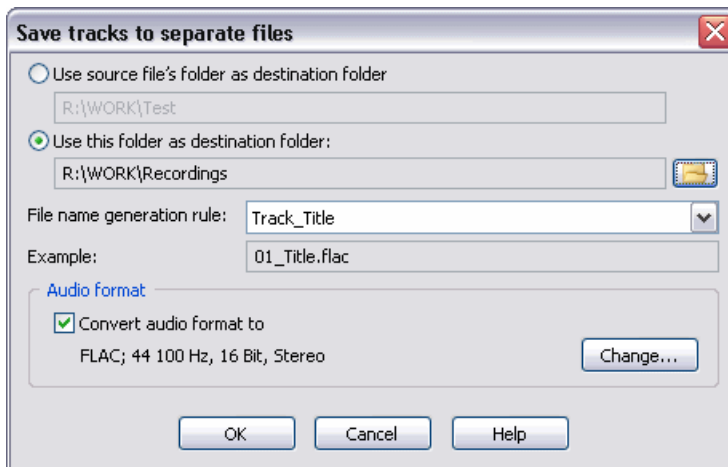 Save tracks to separate files
Use source file's folder as destination folder
R:\WORK\Test
Use this folder as destination folder:
R:\WORK\Recordings
File name generation rule: Track_Title
Example: 01_Title.flac
Audio format
Convert audio format to
FLAC; 44 100 Hz, 16 Bit, Stereo Change...
OK Cancel Help